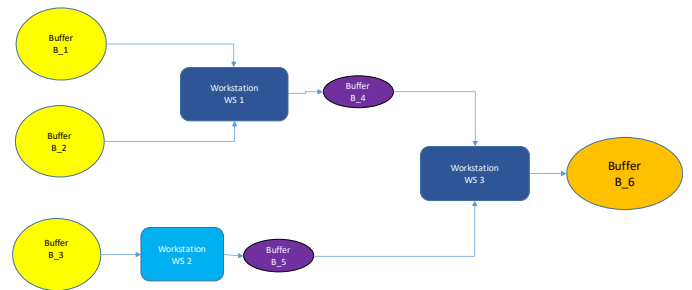 Buffer
B_1
Workstation
WS 1
Buffer
B_4
Buffer
B_2
Workstation
WS 3
Buffer
B_6
Buffer
B_3
Workstation
WS 2
Buffer
B_5